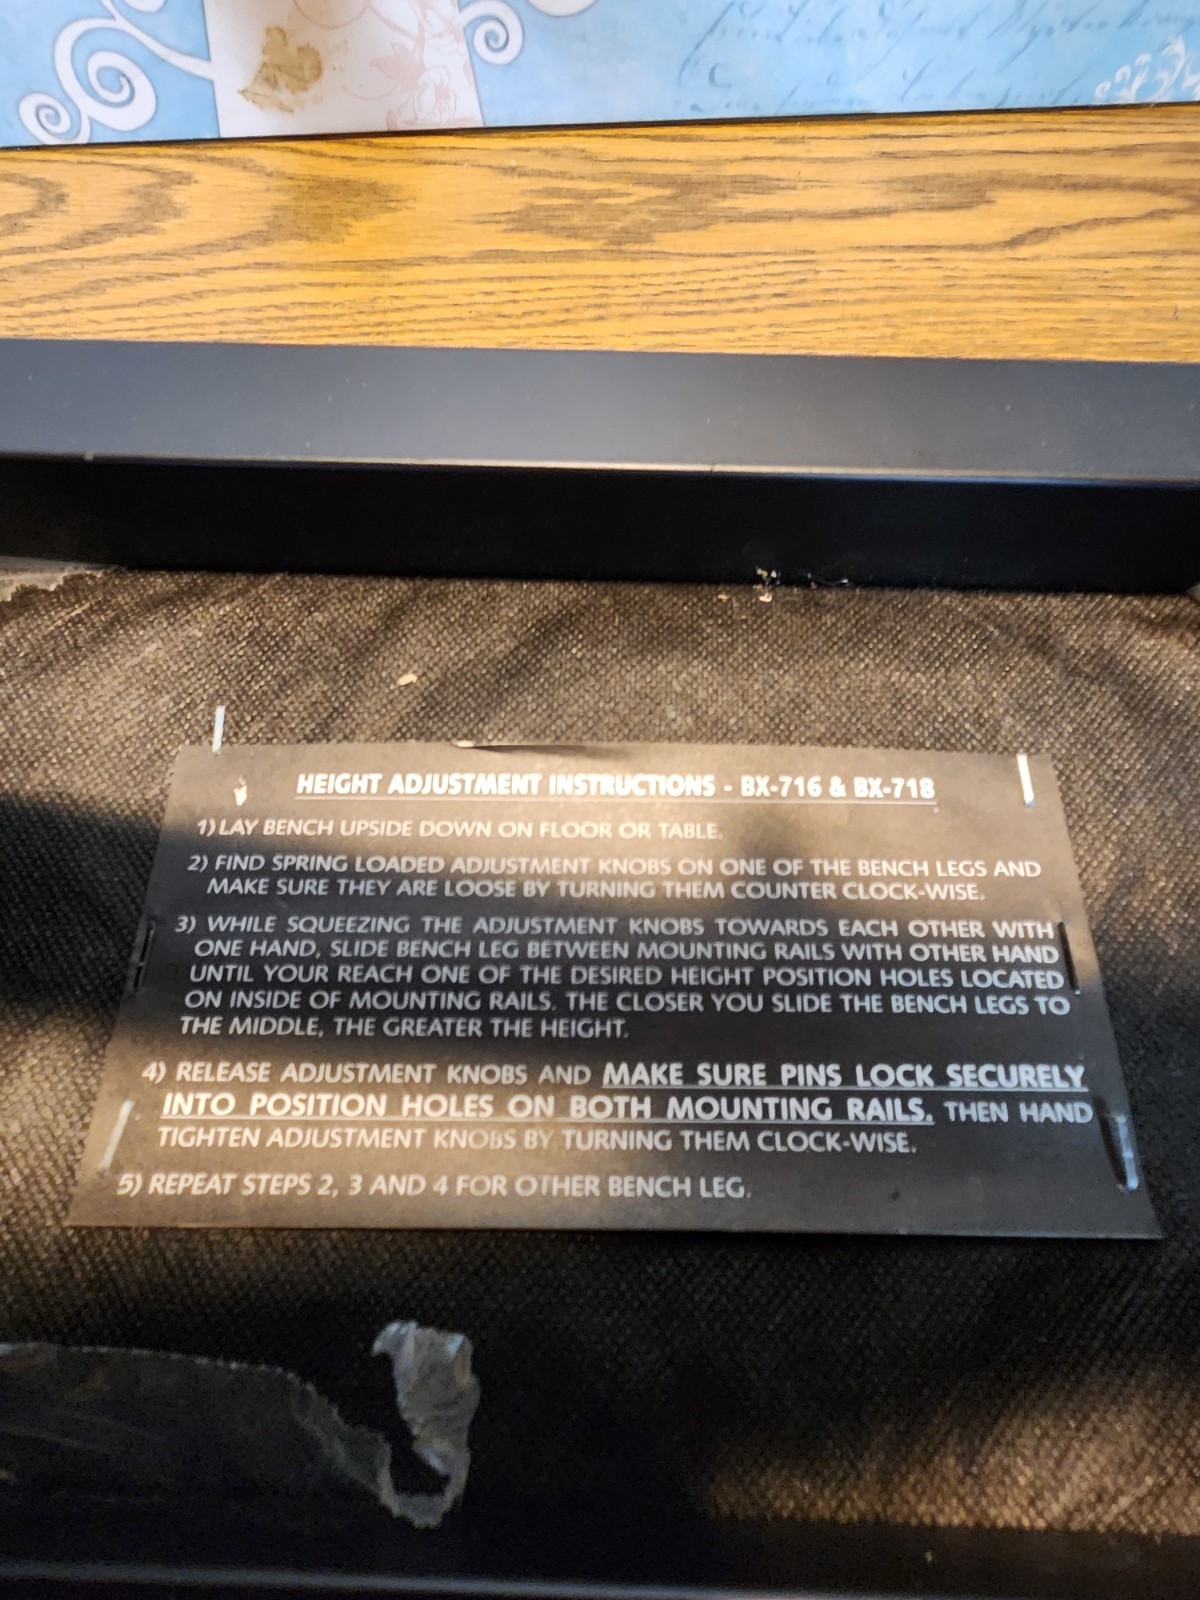 HEIGHT ADJUSTMENT INSTRUCTIONS - BX-716 & BX-718
1) LAY BENCH UPSIDE DOWN ON FLOOR OR TABLE.
2) FIND SPRING LOADED ADJUSTMENT KNOBS ON ONE OF THE BENCH LEGS AND
MAKE SURE THEY ARE LOOSE BY TURNING THEM COUNTER CLOCK-WISE.
3) WHILE SQUEEZING THE ADJUSTMENT KNOBS TOWARDS EACH OTHER WITH
ONE HAND, SLIDE BENCH LEG BETWEEN MOUNTING RAILS WITH OTHER HAND
UNTIL YOUR REACH ONE OF THE DESIRED HEIGHT POSITION HOLES LOCATED
ON INSIDE OF MOUNTING RAILS. THE CLOSER YOU SLIDE THE BENCH LEGS TO
THE MIDDLE, THE GREATER THE HEIGHT.
4) RELEASE ADJUSTMENT KNOBS AND MAKE SURE PINS LOCK SECURELY
INTO POSITION HOLES ON BOTH MOUNTING RAILS. THEN HAND
TIGHTEN ADJUSTMENT KNOBS BY TURNING THEM CLOCK-WISE.
5) REPEAT STEPS 2, 3 AND 4 FOR OTHER BENCH LEG.